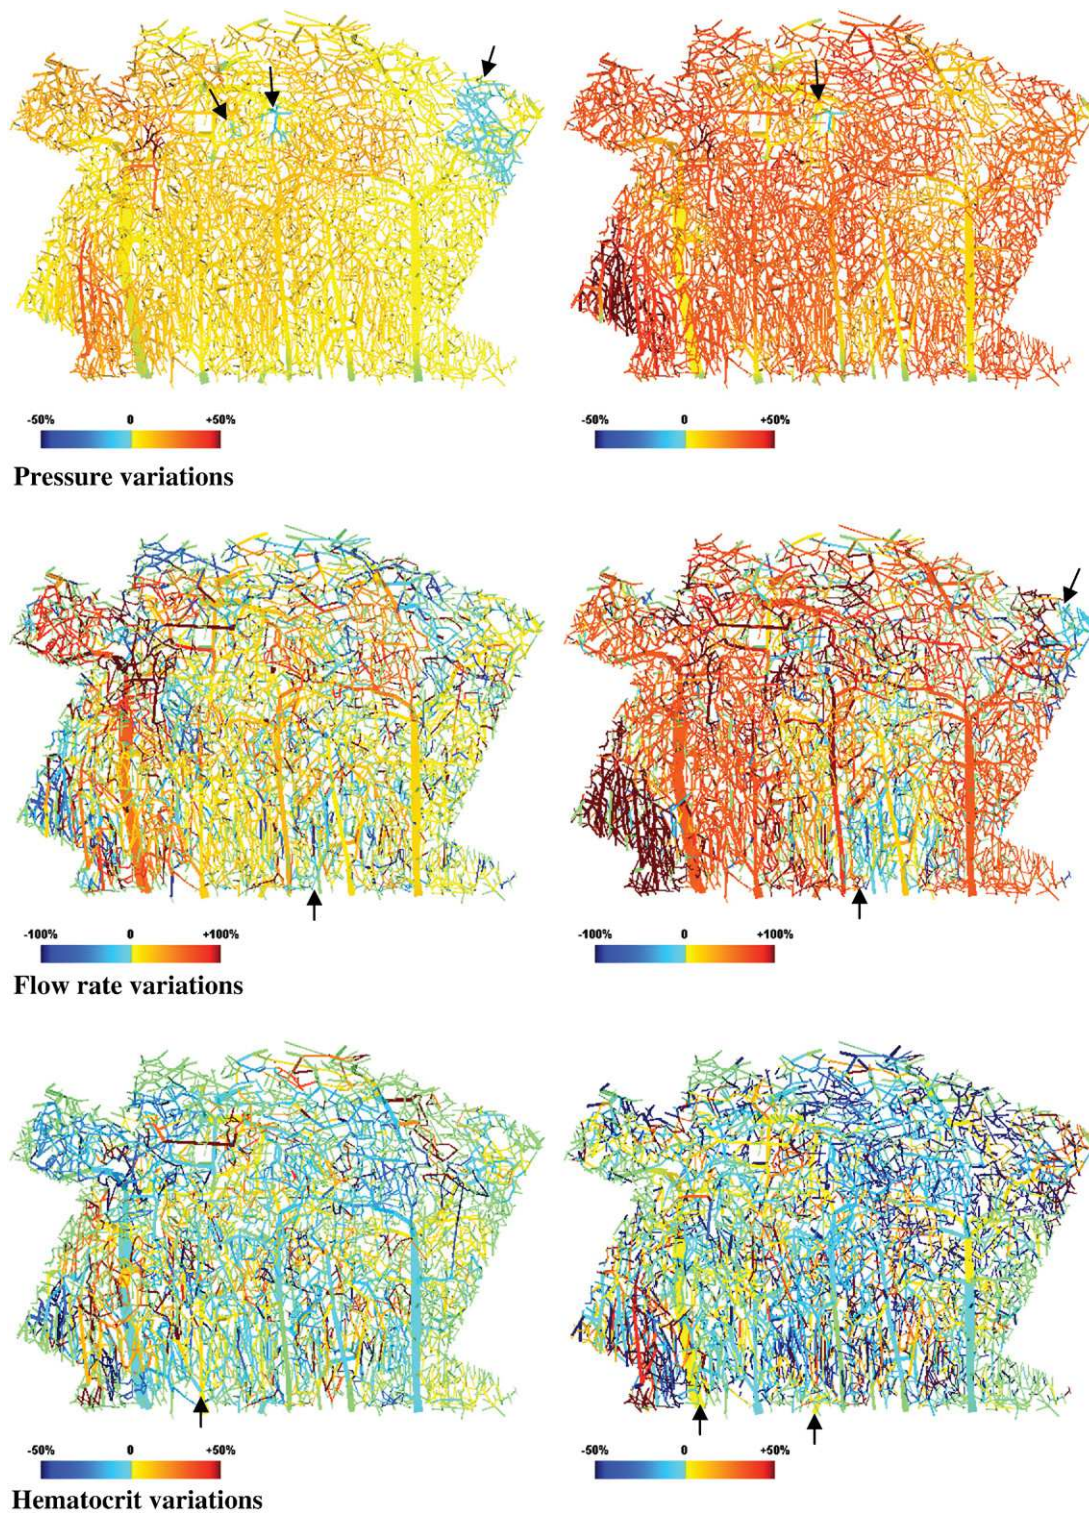 -50% 0 +50% -50% 0 +50%
Pressure variations
-100% 0 +100% -100% 0 +100%
Flow rate variations
-50% 0 +50% -50% 0 +50%
Hematocrit variations